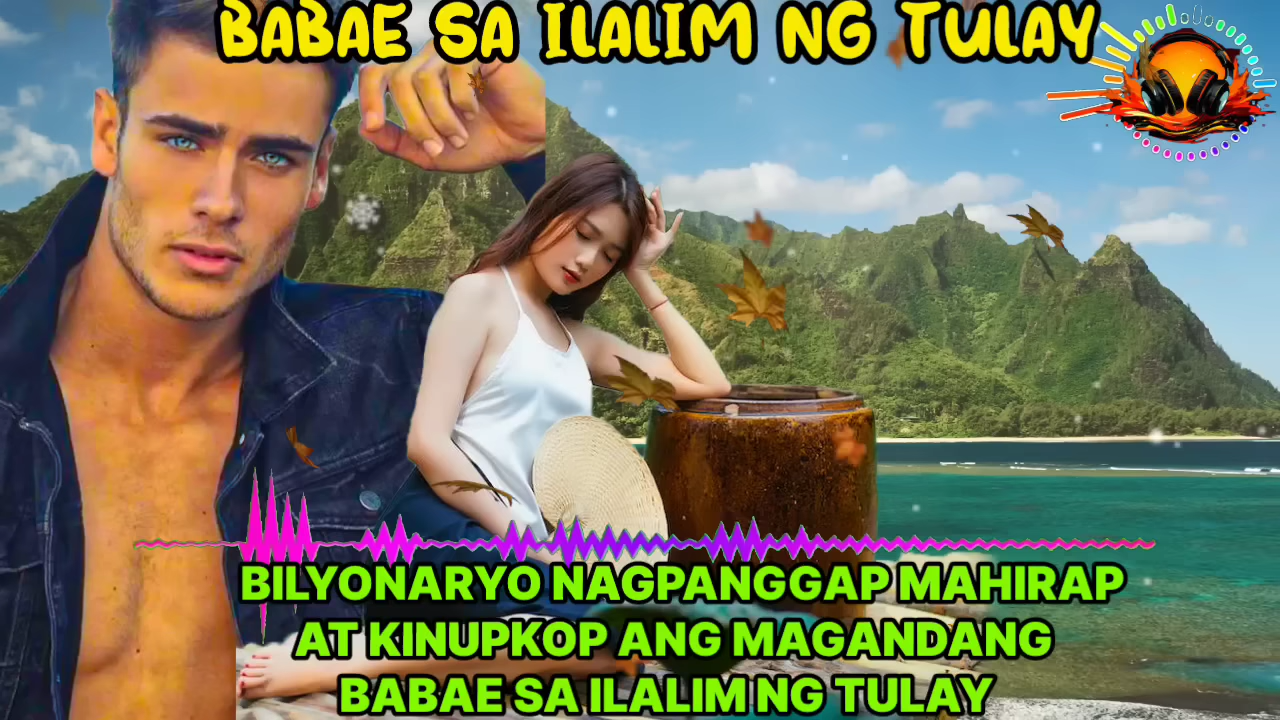 BABAE SA ILALIM NG TULAY
BILYONARYO NAGPANGGAP MAHIRAP
AT KINUPKOP ANG MAGANDANG
BABAE SA ILALIM NG TULAY